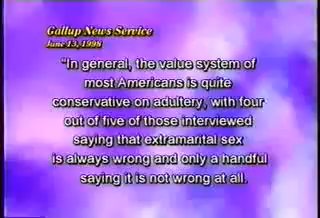 Gallup News Service
June 13, 1998
"In general, the value system of
most Americans is quite
conservative on adultery, with four
out of five of those interviewed
saying that extramarital sex
is always wrong and only a handful
saying it is not wrong at all.